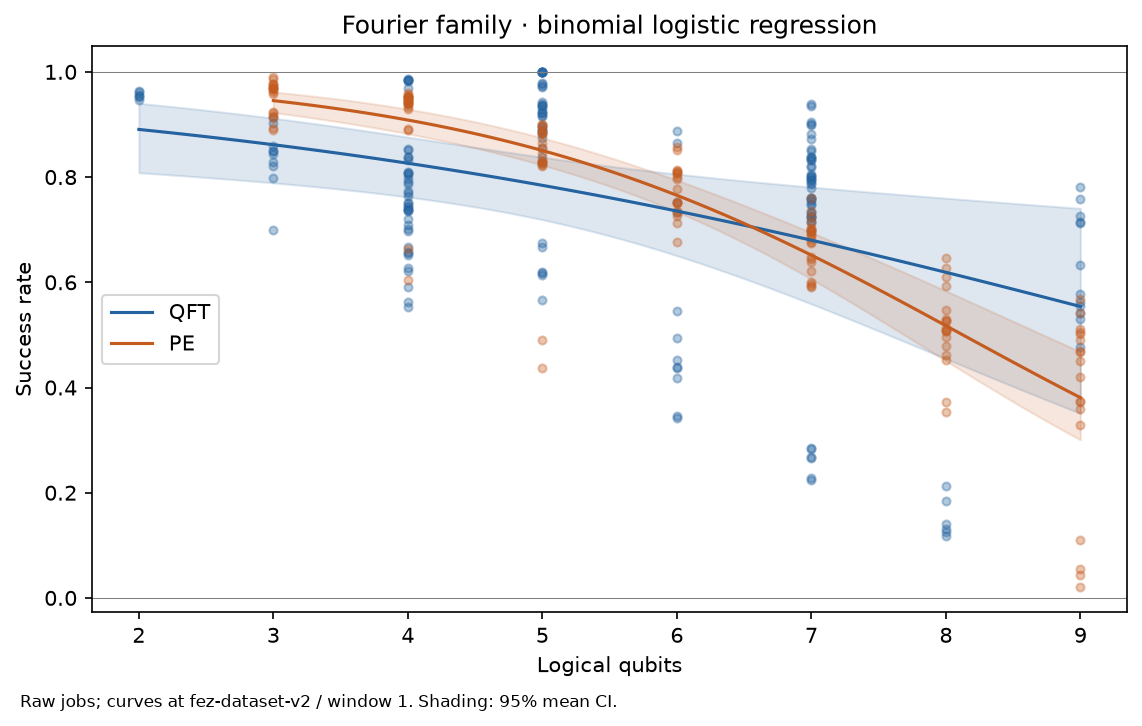 Fourier family · binomial logistic regression
Success rate
1.0
0.8
0.6
0.4
0.2
0.0
QFT
PE
2 3 4 5 6 7 8 9
Logical qubits
Raw jobs; curves at fez-dataset-v2 / window 1. Shading: 95% mean CI.